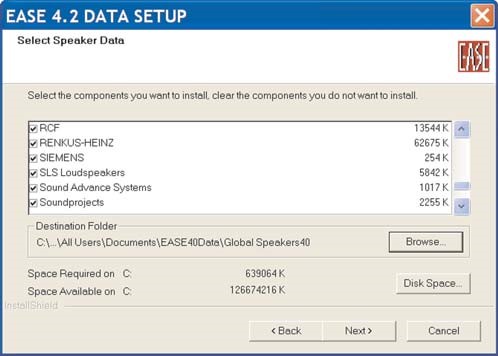 EASE 4.2 DATA SETUP
Select Speaker Data
EASE
Select the components you want to install, clear the components you do not want to install.
RCF 13544 K
RENKUS-HEINZ 62675 K
SIEMENS 254 K
SLS Loudspeakers 5842 K
Sound Advance Systems 1017 K
Soundprojects 2255 K
Destination Folder
C:\...\All Users\Documents\EASE40Data\Global Speakers40 Browse...
Space Required on C: 639064 K
Space Available on C: 126674216 K
Disk Space...
InstallShield
< Back Next > Cancel